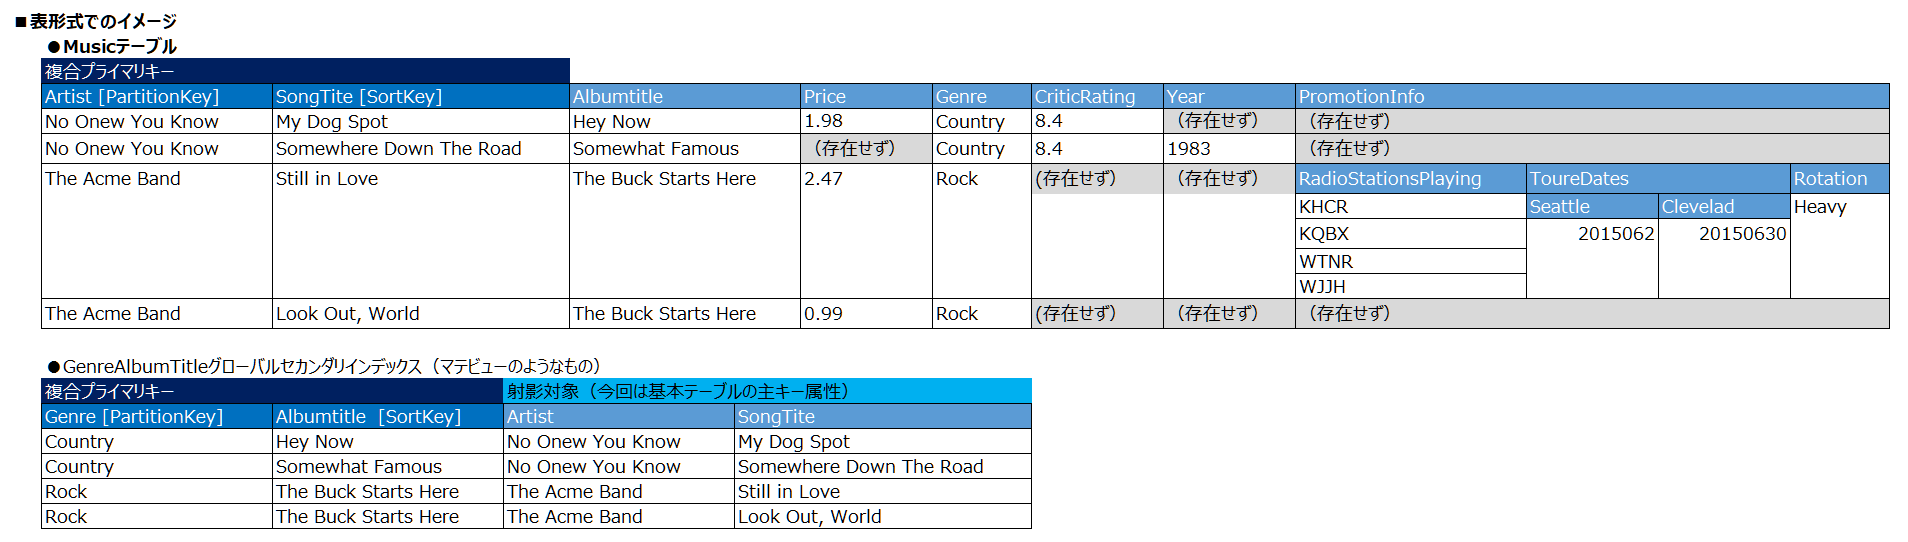 ■表形式でのイメージ
●Musicテーブル
複合プライマリキー
Artist [PartitionKey] SongTite [SortKey] Albumtitle Price Genre CriticRating Year PromotionInfo
No Onew You Know My Dog Spot Hey Now 1.98 Country 8.4 （存在せず） （存在せず）
No Onew You Know Somewhere Down The Road Somewhat Famous （存在せず） Country 8.4 1983 （存在せず）
The Acme Band Still in Love The Buck Starts Here 2.47 Rock (存在せず） （存在せず） RadioStationsPlaying ToureDates Rotation
KHCR Seattle Clevelad Heavy
KQBX 2015062 20150630
WTNR
WJJH
The Acme Band Look Out, World The Buck Starts Here 0.99 Rock (存在せず） （存在せず） （存在せず）
●GenreAlbumTitleグローバルセカンダリインデックス（マテビューのようなもの）
複合プライマリキー 射影対象（今回は基本テーブルの主キー属性）
Genre [PartitionKey] Albumtitle [SortKey] Artist SongTite
Country Hey Now No Onew You Know My Dog Spot
Country Somewhat Famous No Onew You Know Somewhere Down The Road
Rock The Buck Starts Here The Acme Band Still in Love
Rock The Buck Starts Here The Acme Band Look Out, World